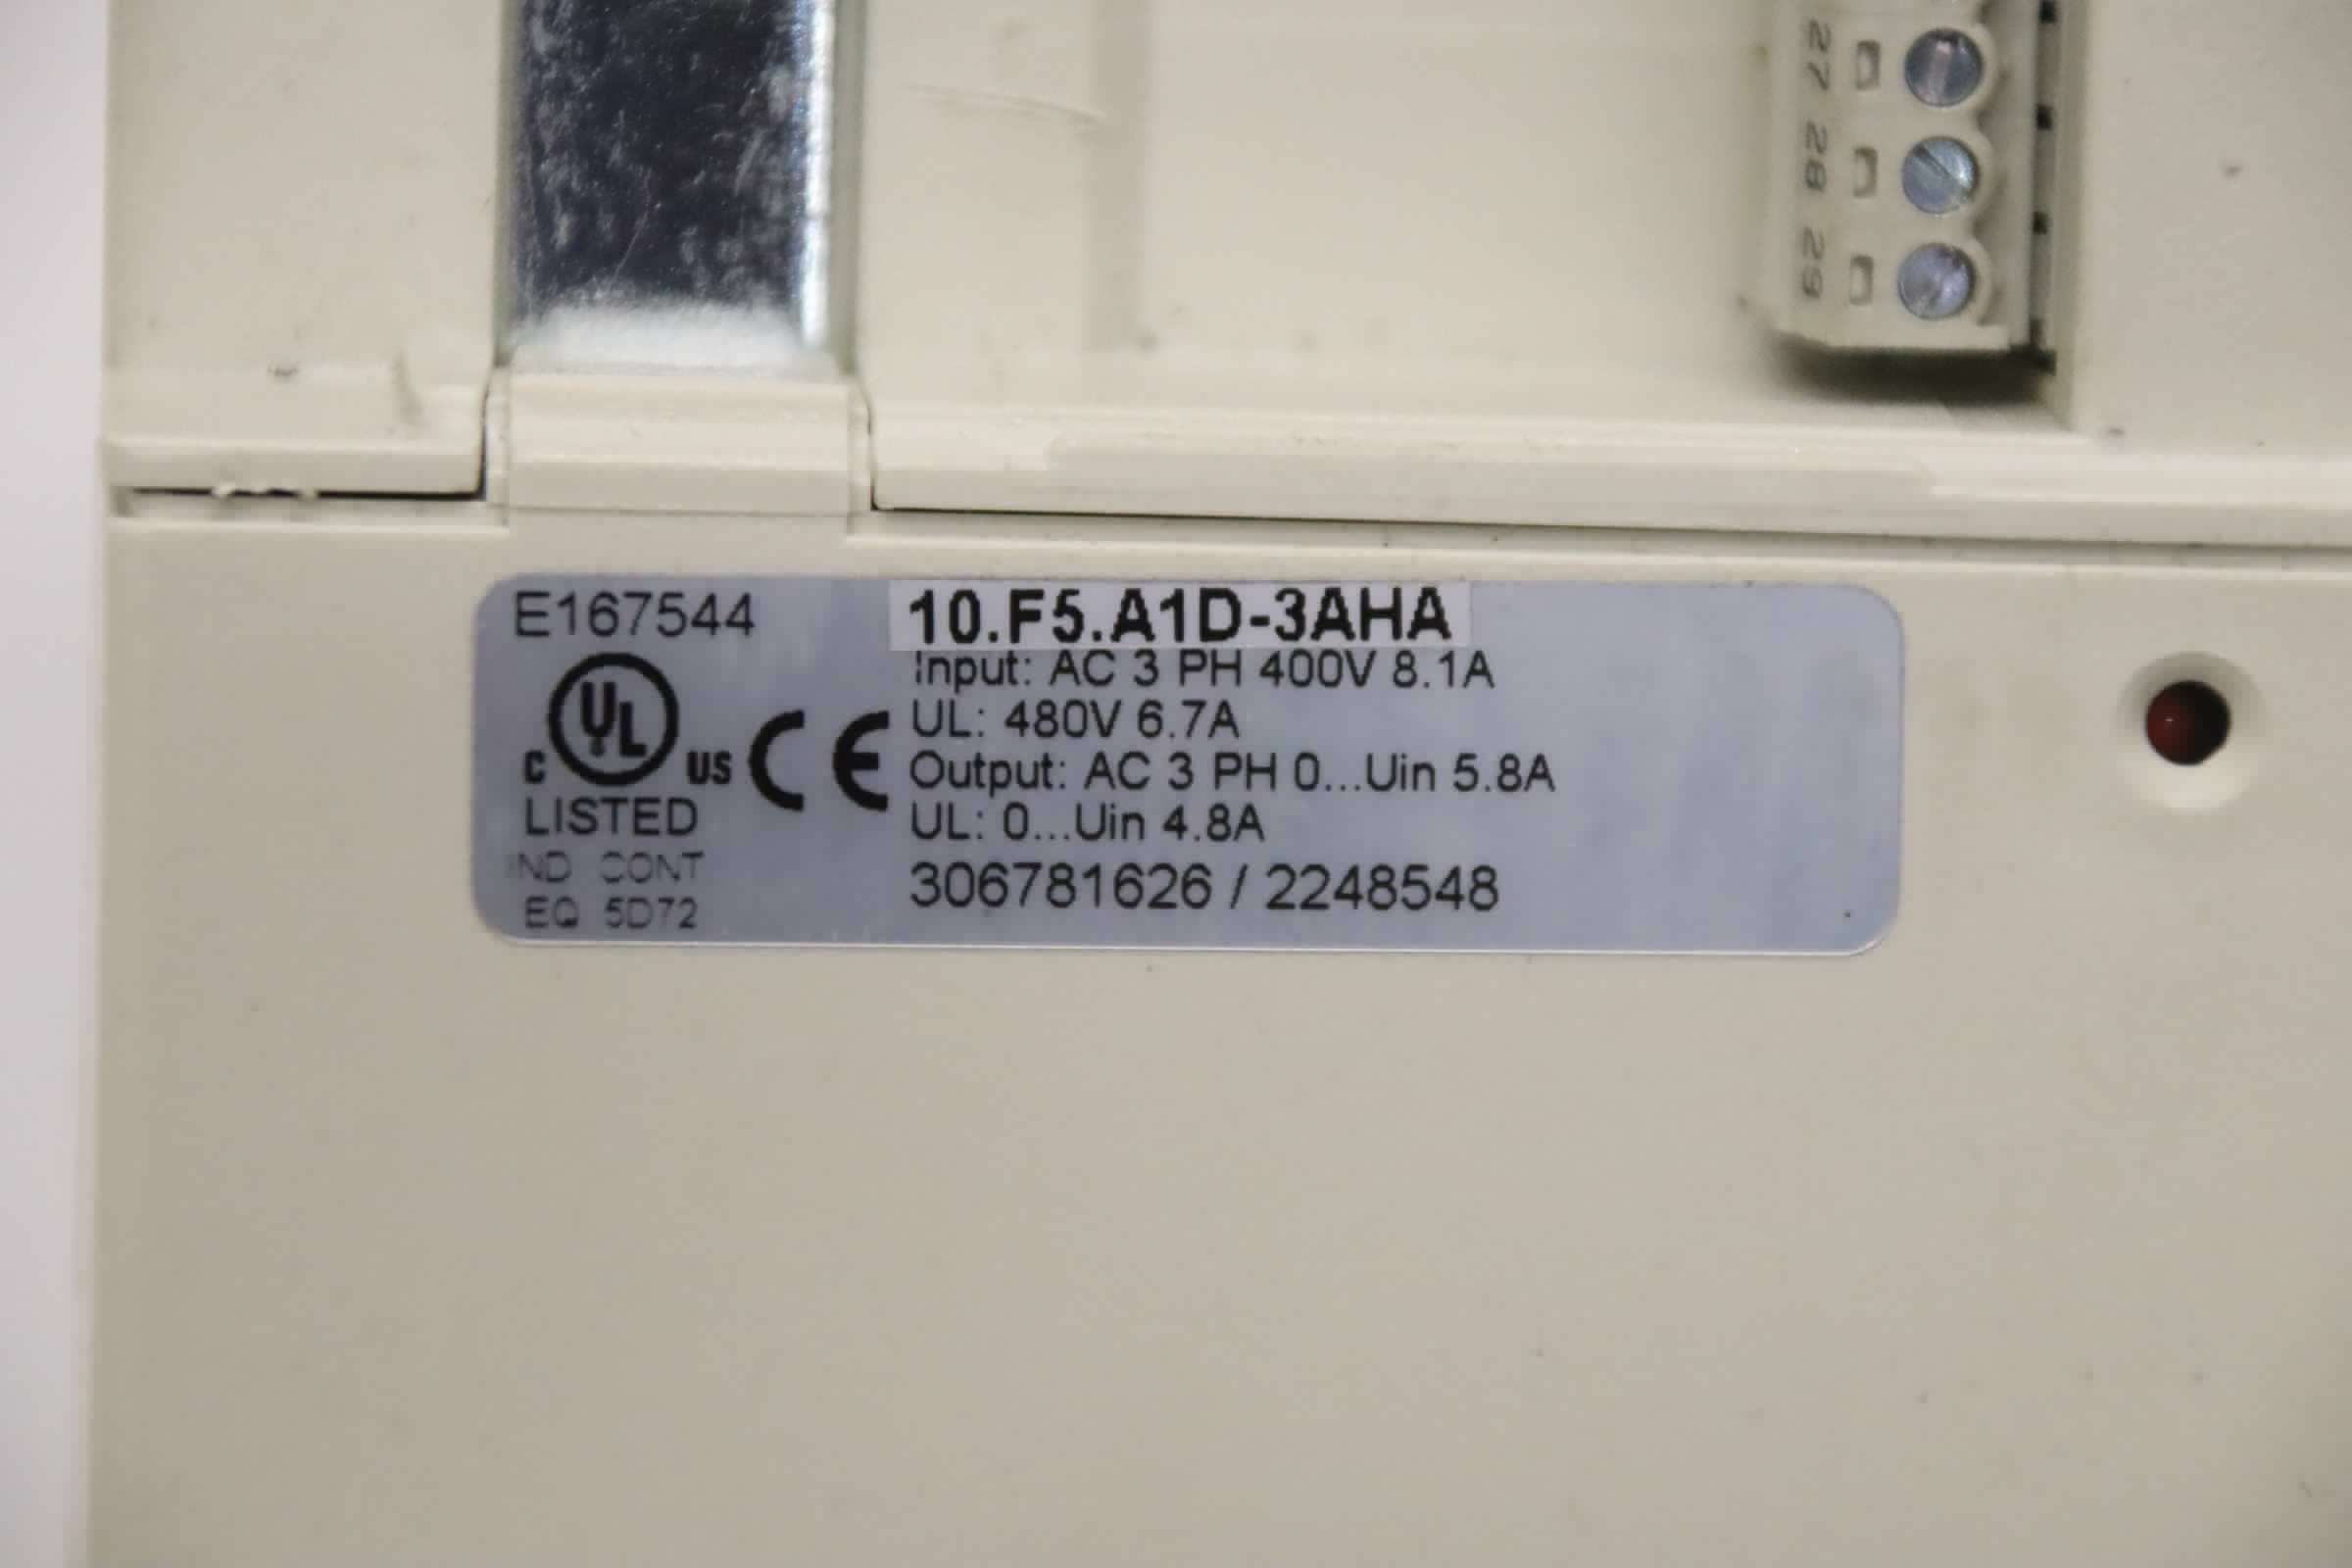 27
28
29
E167544
10.F5.A1D-3AHA
Input: AC 3 PH 400V 8.1A
UL: 480V 6.7A
Output: AC 3 PH 0...Uin 5.8A
UL: 0...Uin 4.8A
306781626 / 2248548
C UL US
CE
LISTED
IND CONT
EQ 5D72